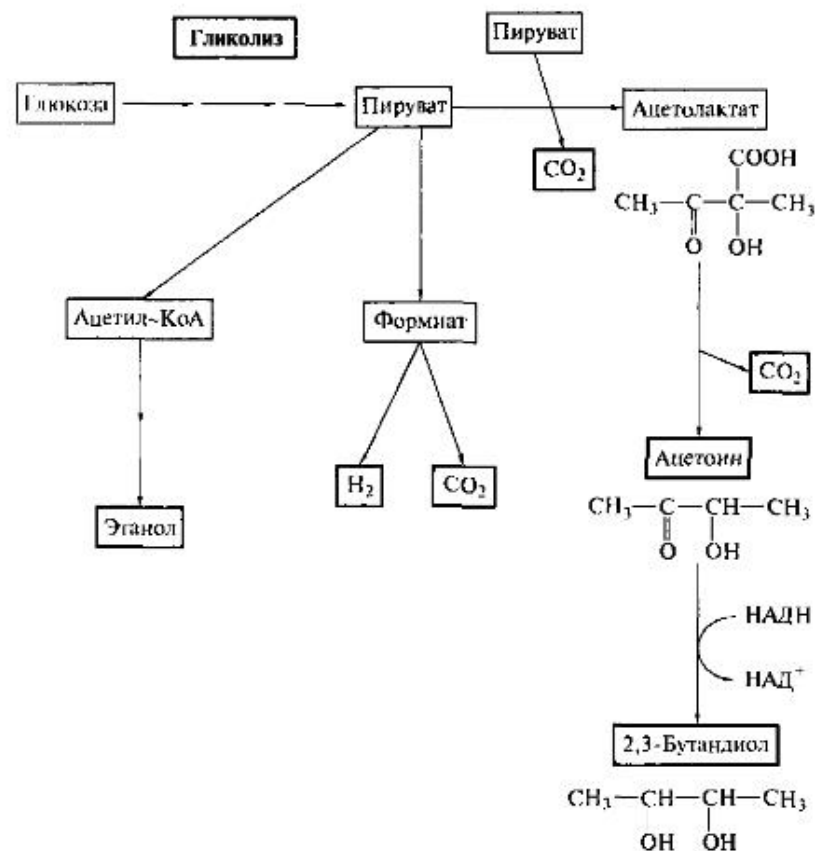 Гликолиз
Пируват
Глюкоза
Пируват
Ацетолактат
CO₂
COOH
CH₃—C—C—CH₃
O OH
Ацетил~КоА
Формиат
CO₂
H₂
CO₂
Ацетоин
Этанол
CH₃—C—CH—CH₃
O OH
НАДН
НАД⁺
2,3-Бутандиол
CH₃—CH—CH—CH₃
OH OH